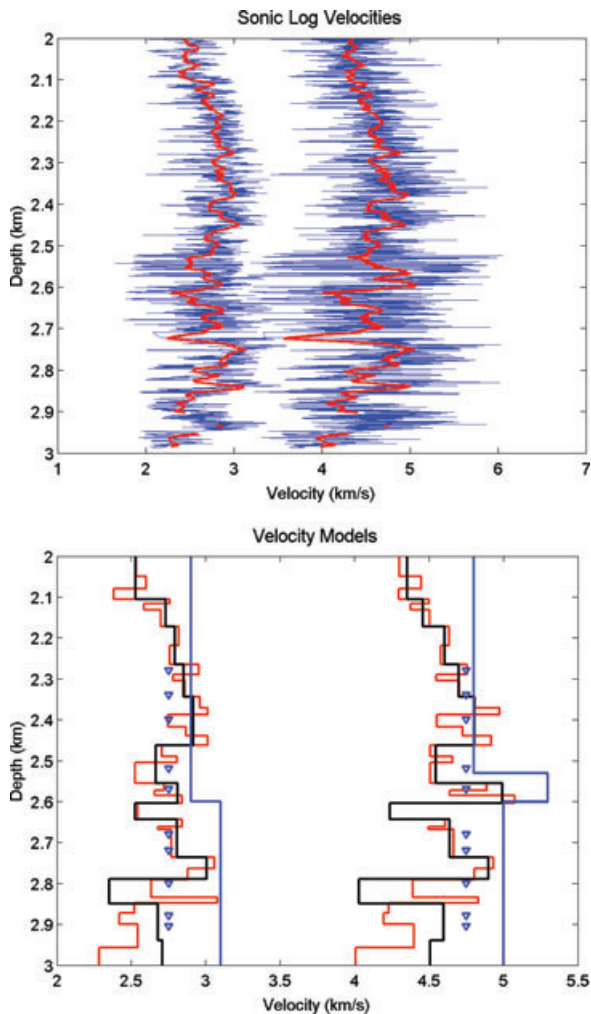 Sonic Log Velocities
2
2.1
2.2
2.3
2.4
2.5
2.6
2.7
2.8
2.9
3
Depth (km)
1 2 3 4 5 6 7
Velocity (km/s)
Velocity Models
2
2.1
2.2
2.3
2.4
2.5
2.6
2.7
2.8
2.9
3
Depth (km)
2 2.5 3 3.5 4 4.5 5 5.5
Velocity (km/s)